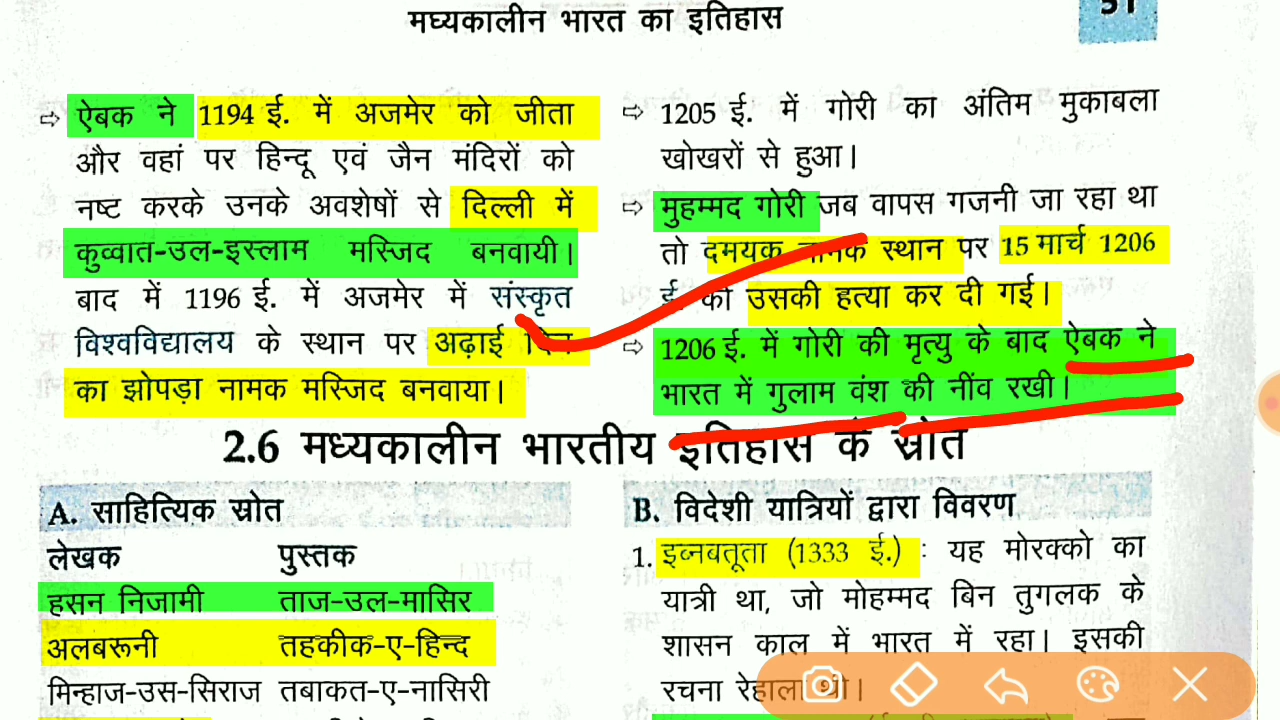 मघ्यकालीन भारत का इतिहास
51
⇨ ऐबक ने 1194 ई. में अजमेर को जीता
और वहां पर हिन्दू एवं जैन मंदिरों को
नष्ट करके उनके अवशेषों से दिल्ली में
कुव्वात-उल-इस्लाम मस्जिद बनवायी।
बाद में 1196 ई. में अजमेर में संस्कृत
विश्वविद्यालय के स्थान पर अढ़ाई दिन
का झोपड़ा नामक मस्जिद बनवाया।
⇨ 1205 ई. में गोरी का अंतिम मुकाबला
खोखरों से हुआ।
⇨ मुहम्मद गोरी जब वापस गजनी जा रहा था
तो दमयक नामक स्थान पर 15 मार्च 1206
ई. को उसकी हत्या कर दी गई।
⇨ 1206 ई. में गोरी की मृत्यु के बाद ऐबक ने
भारत में गुलाम वंश की नींव रखी।
2.6 मध्यकालीन भारतीय इतिहास के स्रोत
A. साहित्यिक स्रोत
लेखक पुस्तक
हसन निजामी ताज-उल-मासिर
अलबरूनी तहकीक-ए-हिन्द
मिन्हाज-उस-सिराज तबाकत-ए-नासिरी
B. विदेशी यात्रियों द्वारा विवरण
1. इब्नबतूता (1333 ई.) : यह मोरक्को का
यात्री था, जो मोहम्मद बिन तुगलक के
शासन काल में भारत में रहा। इसकी
रचना रेहाला थी।